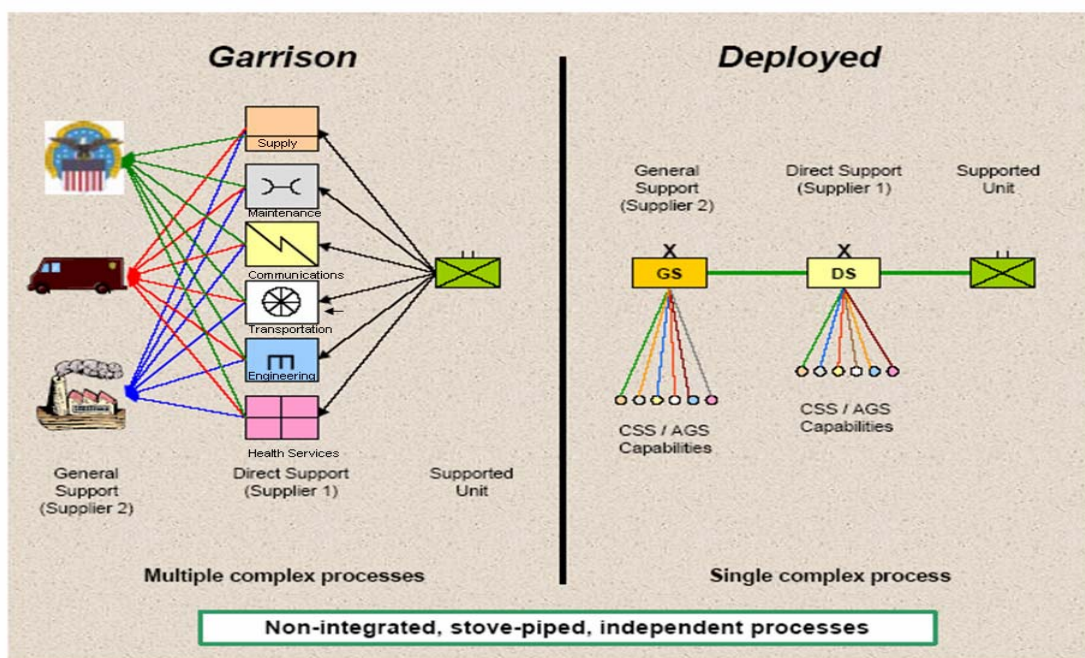 Garrison
Deployed
Supply
Maintenance
Communications
Transportation
Engineering
Health Services
General
Support
(Supplier 2)
Direct Support
(Supplier 1)
Supported
Unit
Multiple complex processes
General
Support
(Supplier 2)
Direct Support
(Supplier 1)
Supported
Unit
X
GS
X
DS
CSS / AGS
Capabilities
CSS / AGS
Capabilities
Single complex process
Non-integrated, stove-piped, independent processes